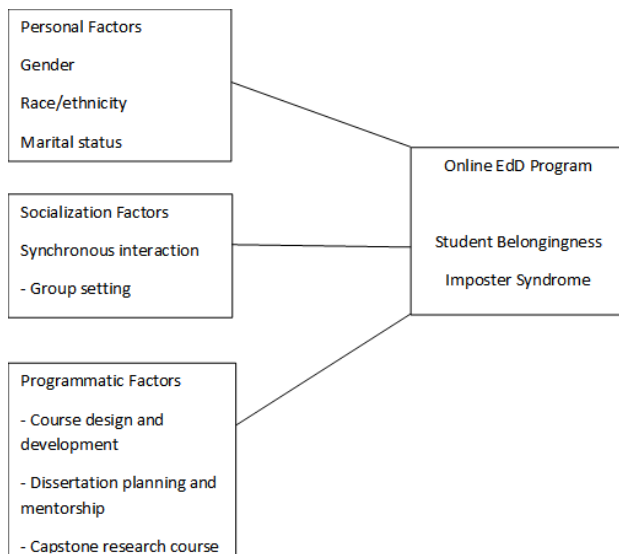 Personal Factors
Gender
Race/ethnicity
Marital status
Online EdD Program
Socialization Factors
Synchronous interaction
- Group setting
Student Belongingness
Imposter Syndrome
Programmatic Factors
- Course design and
development
- Dissertation planning and
mentorship
- Capstone research course